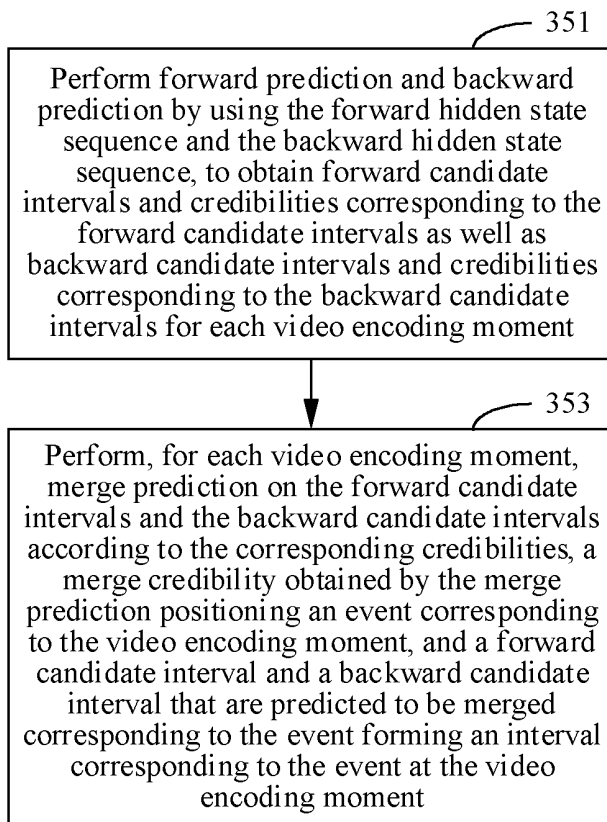 351
Perform forward prediction and backward
prediction by using the forward hidden state
sequence and the backward hidden state
sequence, to obtain forward candidate
intervals and credibilities corresponding to the
forward candidate intervals as well as
backward candidate intervals and credibilities
corresponding to the backward candidate
intervals for each video encoding moment
353
Perform, for each video encoding moment,
merge prediction on the forward candidate
intervals and the backward candidate intervals
according to the corresponding credibilities, a
merge credibility obtained by the merge
prediction positioning an event corresponding
to the video encoding moment, and a forward
candidate interval and a backward candidate
interval that are predicted to be merged
corresponding to the event forming an interval
corresponding to the event at the video
encoding moment